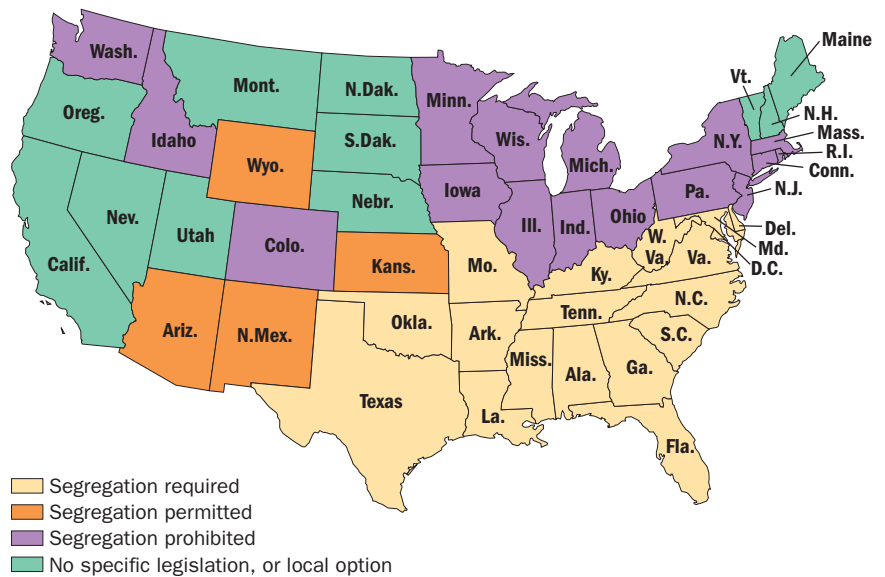 Wash.
Mont.
N.Dak.
Minn.
Vt.
Maine
Oreg.
Idaho
S.Dak.
Wis.
Mich.
N.Y.
N.H.
Mass.
R.I.
Conn.
Wyo.
Iowa
Pa.
N.J.
Nebr.
Nev.
Utah
Colo.
Ill.
Ind.
Ohio
Del.
Md.
D.C.
W.
Va.
Va.
Calif.
Kans.
Mo.
Ky.
N.C.
Ariz.
N.Mex.
Okla.
Ark.
Tenn.
S.C.
Miss.
Ala.
Ga.
Texas
La.
Fla.
Segregation required
Segregation permitted
Segregation prohibited
No specific legislation, or local option